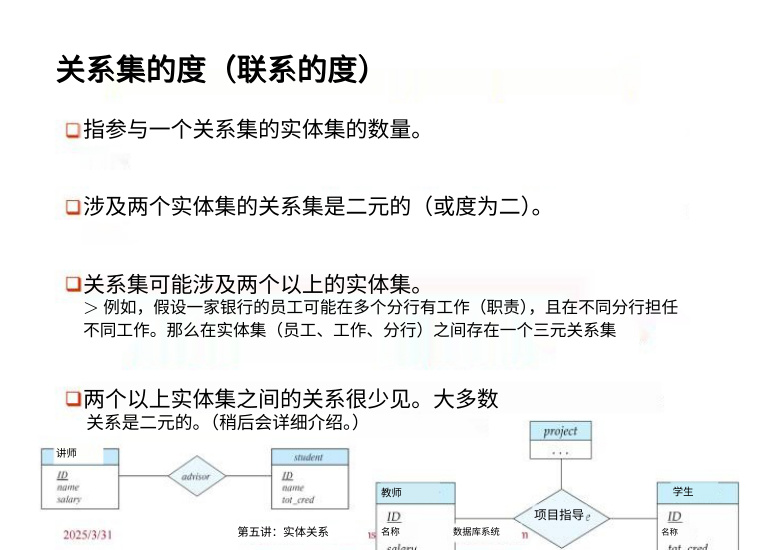 关系集的度（联系的度）
指参与一个关系集的实体集的数量。
涉及两个实体集的关系集是二元的（或度为二）。
关系集可能涉及两个以上的实体集。
＞例如，假设一家银行的员工可能在多个分行有工作（职责），且在不同分行担任
不同工作。那么在实体集（员工、工作、分行）之间存在一个三元关系集
两个以上实体集之间的关系很少见。大多数
关系是二元的。（稍后会详细介绍。）
project
...
讲师
ID
name
salary
advisor
student
ID
name
tot_cred
教师
ID
名称
salary
项目指导
学生
ID
名称
tot_cred
2025/3/31
第五讲：实体关系
数据库系统